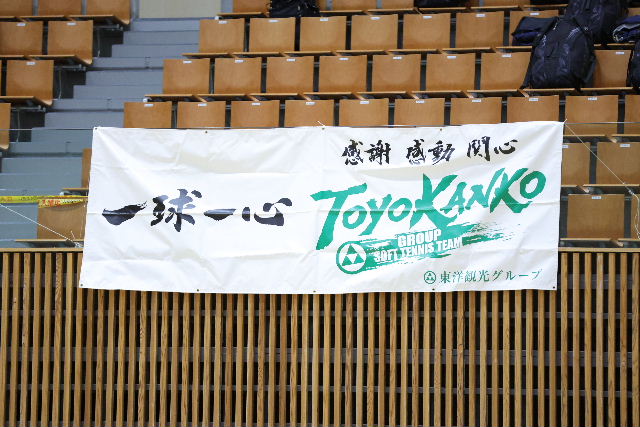 一球一心
感謝 感動 関心
TOYOKANKO
GROUP
SOFT TENNIS TEAM
東洋観光グループ